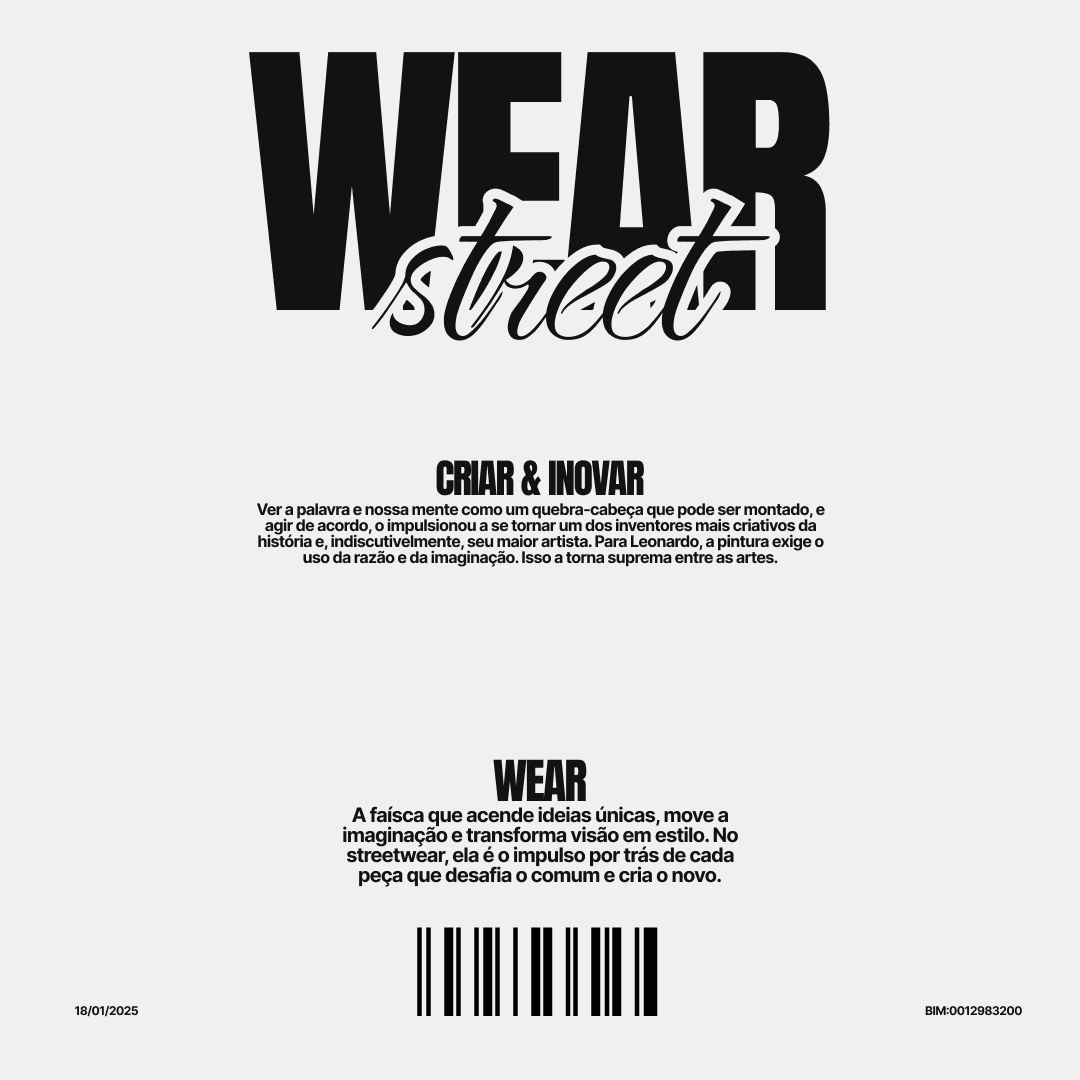 WEAR
street
CRIAR & INOVAR
Ver a palavra e nossa mente como um quebra-cabeça que pode ser montado, e
agir de acordo, o impulsionou a se tornar um dos inventores mais criativos da
história e, indiscutivelmente, seu maior artista. Para Leonardo, a pintura exige o
uso da razão e da imaginação. Isso a torna suprema entre as artes.
WEAR
A faísca que acende ideias únicas, move a
imaginação e transforma visão em estilo. No
streetwear, ela é o impulso por trás de cada
peça que desafia o comum e cria o novo.
18/01/2025
BIM:0012983200